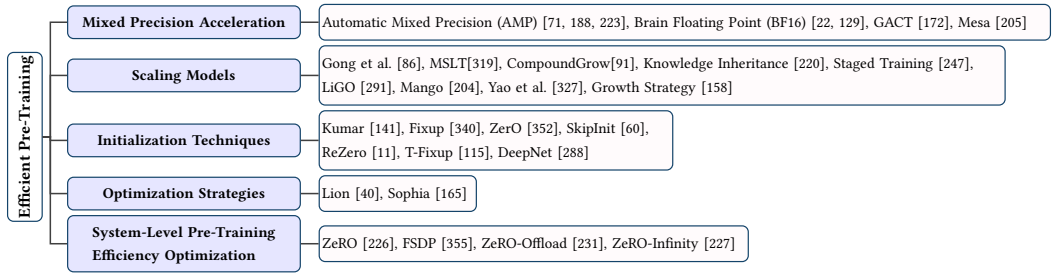 Efficient Pre-Training
Mixed Precision Acceleration
Automatic Mixed Precision (AMP) [71, 188, 223], Brain Floating Point (BF16) [22, 129], GACT [172], Mesa [205]
Scaling Models
Gong et al. [86], MSLT[319], CompoundGrow[91], Knowledge Inheritance [220], Staged Training [247],
LiGO [291], Mango [204], Yao et al. [327], Growth Strategy [158]
Initialization Techniques
Kumar [141], Fixup [340], ZerO [352], SkipInit [60],
ReZero [11], T-Fixup [115], DeepNet [288]
Optimization Strategies
Lion [40], Sophia [165]
System-Level Pre-Training
Efficiency Optimization
ZeRO [226], FSDP [355], ZeRO-Offload [231], ZeRO-Infinity [227]